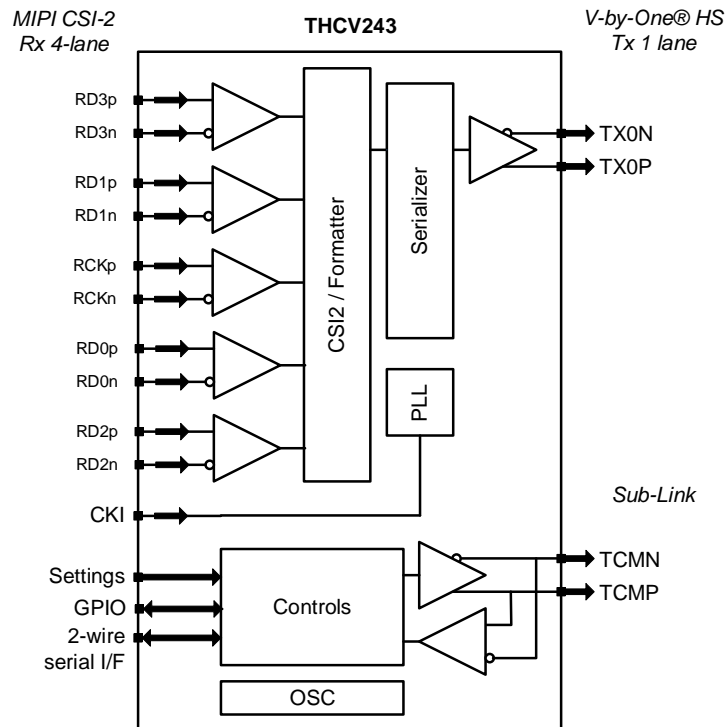 MIPI CSI-2
Rx 4-lane
THCV243
V-by-One® HS
Tx 1 lane
RD3p
RD3n
RD1p
RD1n
RCKp
RCKn
RD0p
RD0n
RD2p
RD2n
CKI
CSI2 / Formatter
Serializer
PLL
TX0N
TX0P
Sub-Link
Settings
GPIO
2-wire
serial I/F
Controls
OSC
TCMN
TCMP